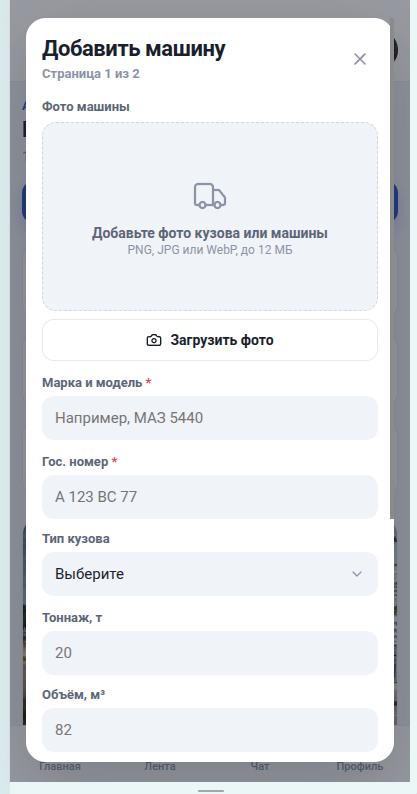 Добавить машину
Страница 1 из 2
Фото машины
Добавьте фото кузова или машины
PNG, JPG или WebP, до 12 МБ
Загрузить фото
Марка и модель *
Например, МАЗ 5440
Гос. номер *
А 123 ВС 77
Тип кузова
Выберите
Тоннаж, т
20
Объём, м³
82
Главная
Лента
Чат
Профиль